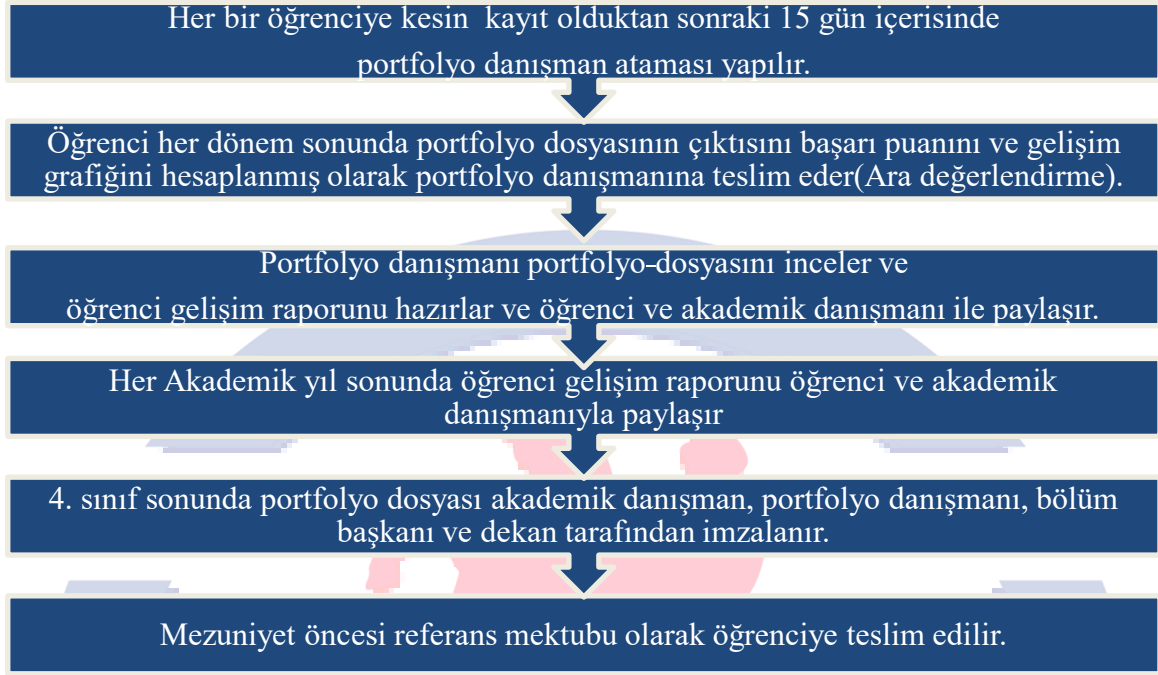 Her bir öğrenciye kesin kayıt olduktan sonraki 15 gün içerisinde
portfolyo danışman ataması yapılır.
Öğrenci her dönem sonunda portfolyo dosyasının çıktısını başarı puanını ve gelişim
grafiğini hesaplanmış olarak portfolyo danışmanına teslim eder(Ara değerlendirme).
Portfolyo danışmanı portfolyo-dosyasını inceler ve
öğrenci gelişim raporunu hazırlar ve öğrenci ve akademik danışmanı ile paylaşır.
Her Akademik yıl sonunda öğrenci gelişim raporunu öğrenci ve akademik
danışmanıyla paylaşır
4. sınıf sonunda portfolyo dosyası akademik danışman, portfolyo danışmanı, bölüm
başkanı ve dekan tarafından imzalanır.
Mezuniyet öncesi referans mektubu olarak öğrenciye teslim edilir.